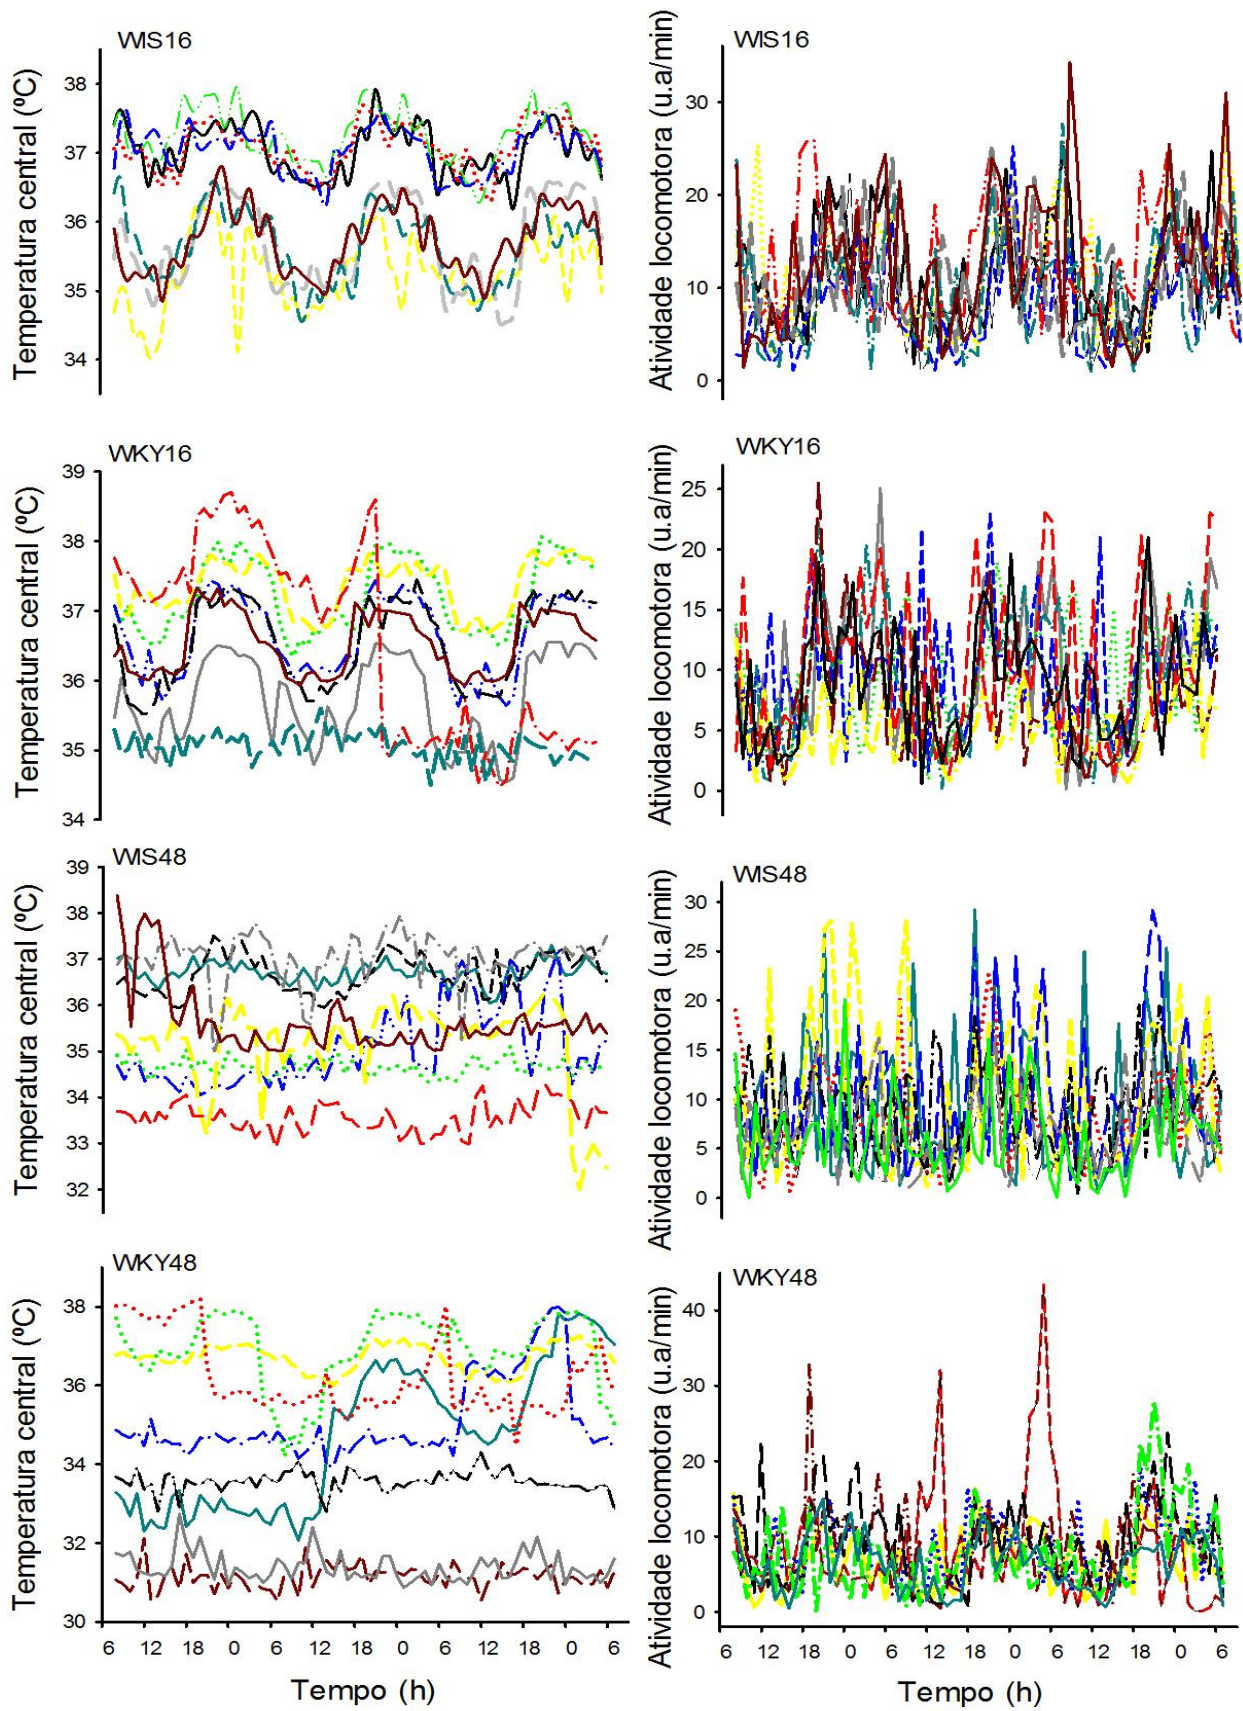 WIS16
Temperatura central (ºC)
38
37
36
35
34
WIS16
Atividade locomotora (u.a/min)
30
20
10
0
WKY16
Temperatura central (ºC)
39
38
37
36
35
34
WKY16
Atividade locomotora (u.a/min)
25
20
15
10
5
0
WIS48
Temperatura central (ºC)
39
38
37
36
35
34
33
32
WIS48
Atividade locomotora (u.a/min)
30
25
20
15
10
5
0
WKY48
Temperatura central (ºC)
38
36
34
32
30
6 12 18 0 6 12 18 0 6 12 18 0 6
Tempo (h)
WKY48
Atividade locomotora (u.a/min)
40
30
20
10
0
6 12 18 0 6 12 18 0 6 12 18 0 6
Tempo (h)